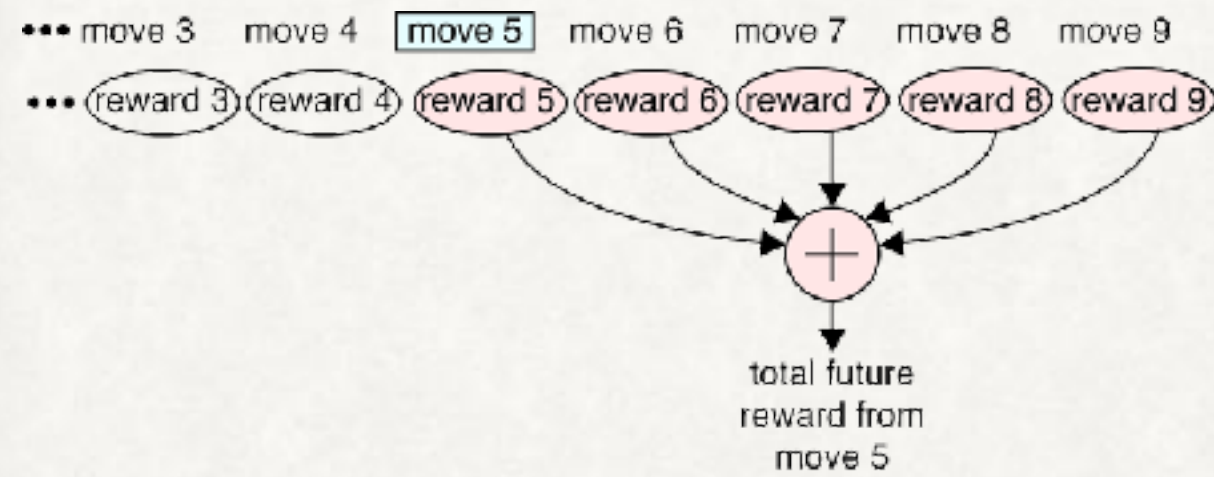 ••• move 3 move 4 move 5 move 6 move 7 move 8 move 9
••• reward 3 reward 4 reward 5 reward 6 reward 7 reward 8 reward 9
+
total future
reward from
move 5